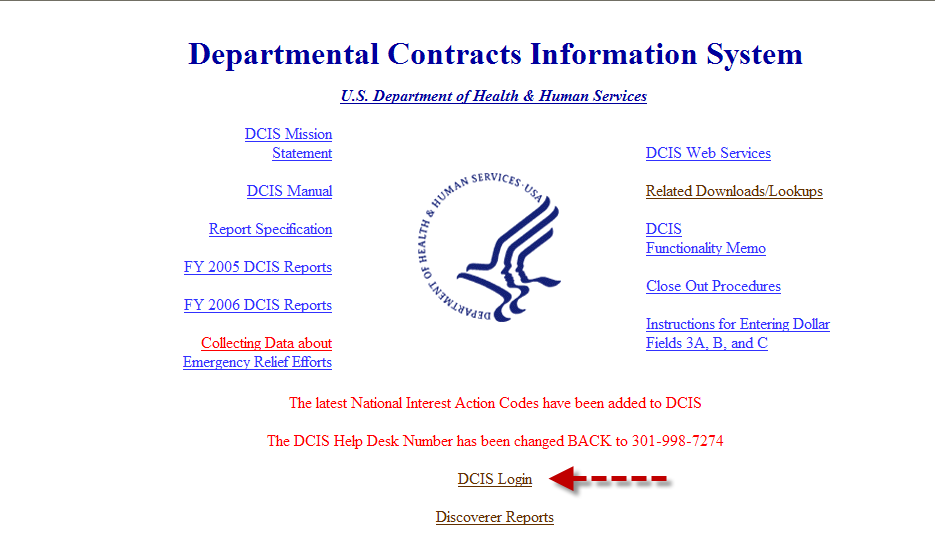 Departmental Contracts Information System
U.S. Department of Health & Human Services
DCIS Mission
Statement
DCIS Manual
Report Specification
FY 2005 DCIS Reports
FY 2006 DCIS Reports
Collecting Data about
Emergency Relief Efforts
DEPARTMENT OF HEALTH & HUMAN SERVICES·USA
DCIS Web Services
Related Downloads/Lookups
DCIS
Functionality Memo
Close Out Procedures
Instructions for Entering Dollar
Fields 3A, B, and C
The latest National Interest Action Codes have been added to DCIS
The DCIS Help Desk Number has been changed BACK to 301-998-7274
DCIS Login
Discoverer Reports